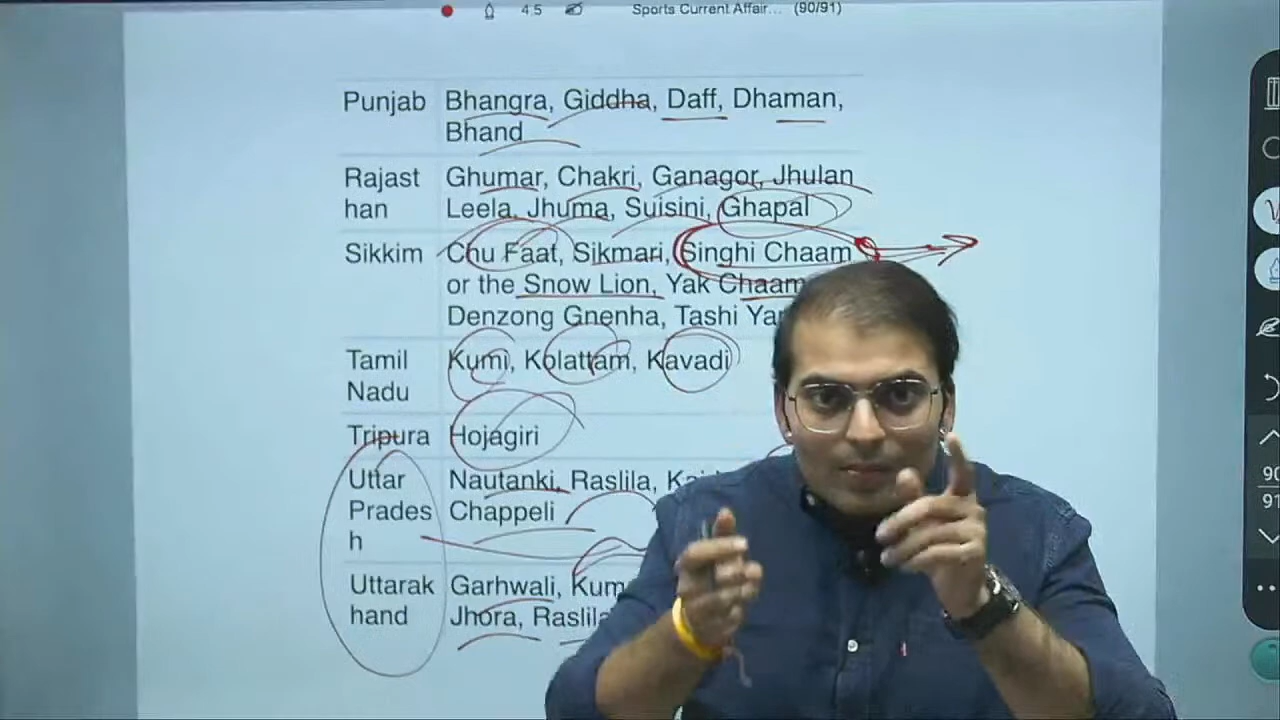 4 5 Sports Current Affair... (90/91)
Punjab Bhangra, Giddha, Daff, Dhaman,
Bhand
Rajast Ghumar, Chakri, Ganagor, Jhulan
han Leela, Jhuma, Suisini, Ghapal
Sikkim Chu Faat, Sikmari, Singhi Chaam
or the Snow Lion, Yak Chaam
Denzong Gnenha, Tashi
Tamil Kumi, Kolattam, Kavadi
Nadu
Tripura Hojagiri
Uttar Nautanki, Raslila,
Prades Chappeli
h
Uttarak Garhwali,
hand Jhora, Raslila
90
91